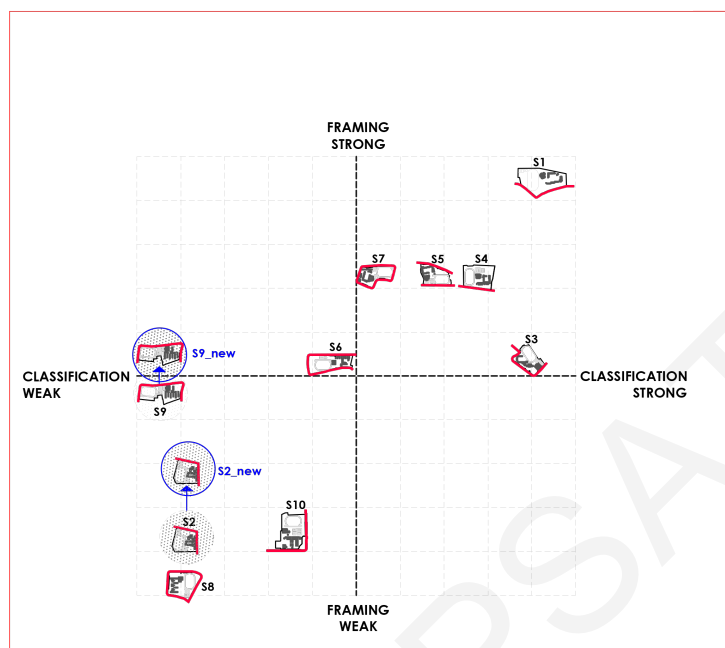 FRAMING
STRONG
S1
S7
S5
S4
S6
S3
S9_new
CLASSIFICATION
WEAK
CLASSIFICATION
STRONG
S9
S2_new
S10
S2
S8
FRAMING
WEAK